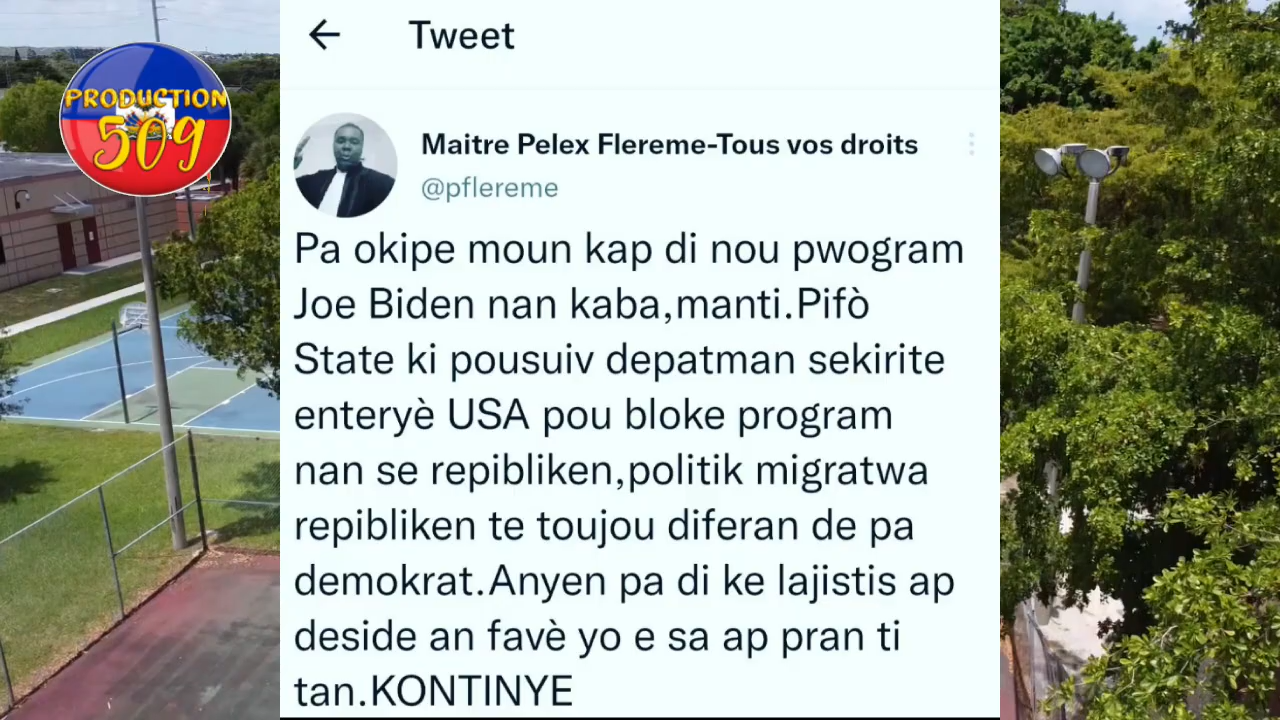 PRODUCTION
509
Tweet
Maitre Pelex Flereme-Tous vos droits
@pflereme
Pa okipe moun kap di nou pwogram
Joe Biden nan kaba,manti.Pifò
State ki pousuiv depatman sekirite
enteryè USA pou bloke program
nan se repibliken,politik migratwa
repibliken te toujou diferan de pa
demokrat.Anyen pa di ke lajistis ap
deside an favè yo e sa ap pran ti
tan.KONTINYE